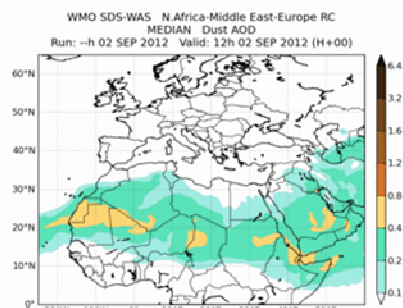 WMO SDS-WAS N.Africa-Middle East-Europe RC
MEDIAN Dust AOD
Run: --h 02 SEP 2012 Valid: 12h 02 SEP 2012 (H+00)
60°N
50°N
40°N
30°N
20°N
10°N
0°
6.4
3.2
1.6
1.2
0.8
0.4
0.2
0.1